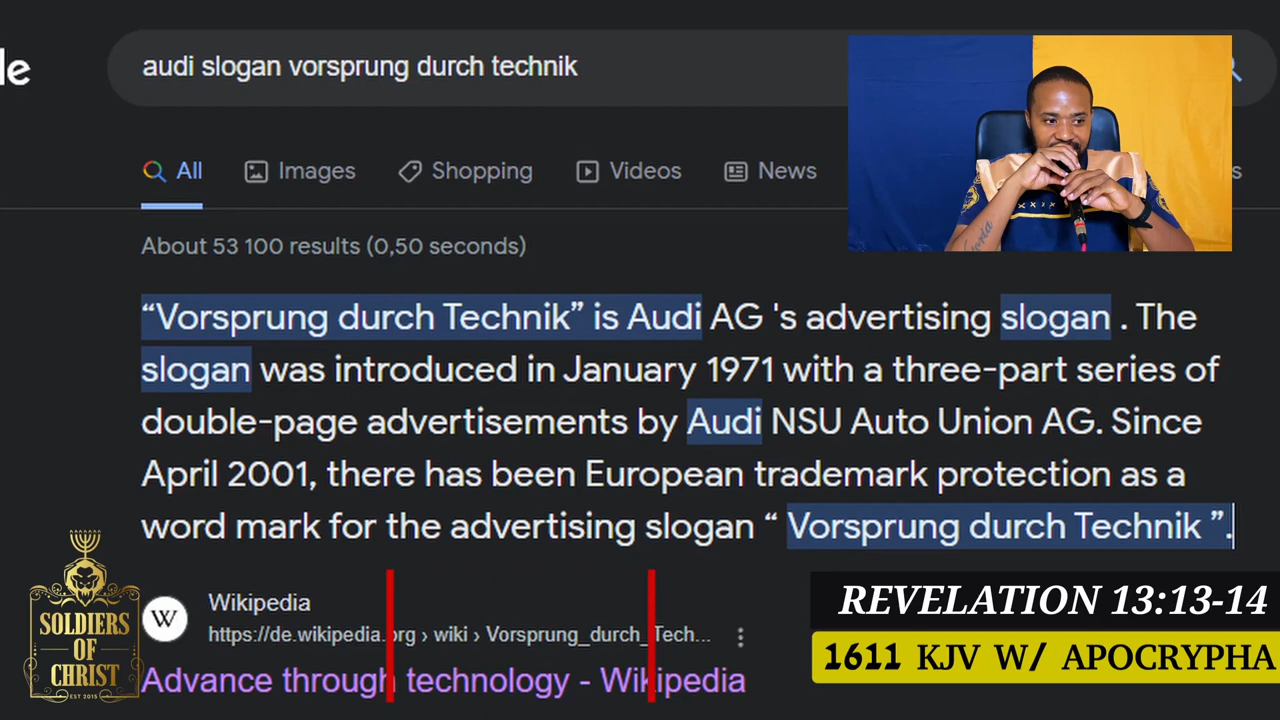 le
audi slogan vorsprung durch technik
All Images Shopping Videos News s
About 53 100 results (0,50 seconds)
“Vorsprung durch Technik” is Audi AG 's advertising slogan . The
slogan was introduced in January 1971 with a three-part series of
double-page advertisements by Audi NSU Auto Union AG. Since
April 2001, there has been European trademark protection as a
word mark for the advertising slogan “ Vorsprung durch Technik ”.
W Wikipedia
https://de.wikipedia.org › wiki › Vorsprung_durch_Tech...
Advance through technology - Wikipedia
SOLDIERS
OF
CHRIST
EST 2015
REVELATION 13:13-14
1611 KJV W/ APOCRYPHA